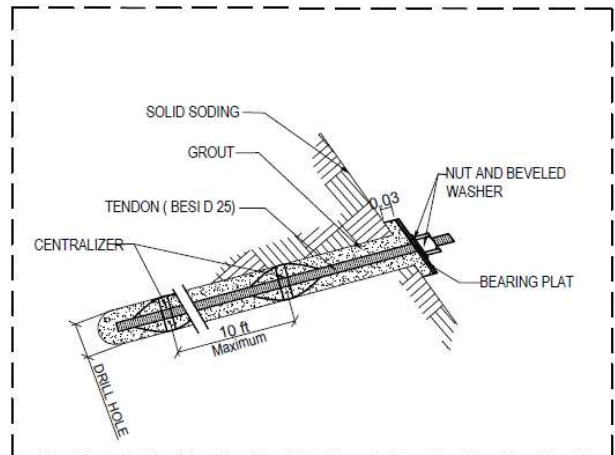 SOLID SODING
GROUT
0.03
NUT AND BEVELED
WASHER
TENDON ( BESI D 25)
CENTRALIZER
BEARING PLAT
10 ft
Maximum
DRILL HOLE